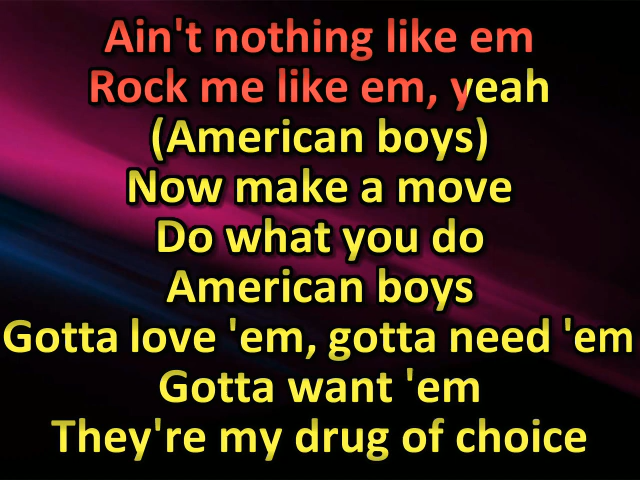 Ain't nothing like em
Rock me like em, yeah
(American boys)
Now make a move
Do what you do
American boys
Gotta love 'em, gotta need 'em
Gotta want 'em
They're my drug of choice